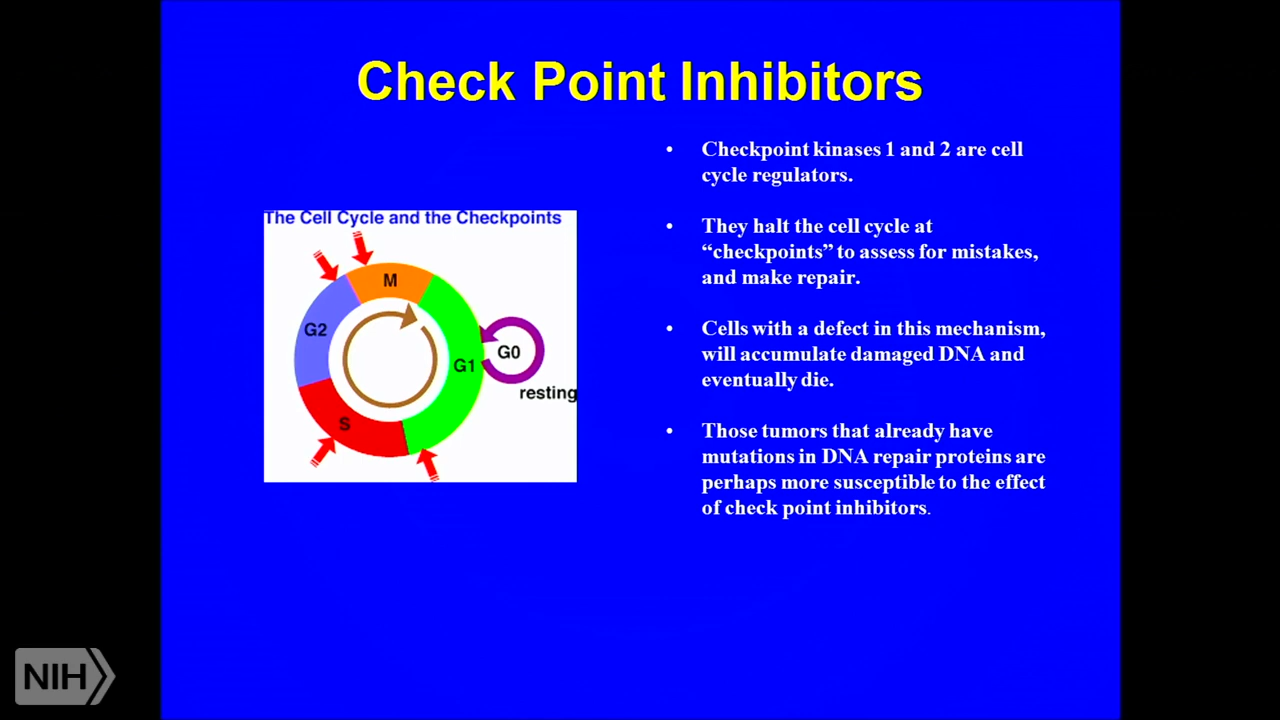 Check Point Inhibitors
The Cell Cycle and the Checkpoints
M
G2
G1
G0
resting
S
• Checkpoint kinases 1 and 2 are cell
cycle regulators.
• They halt the cell cycle at
“checkpoints” to assess for mistakes,
and make repair.
• Cells with a defect in this mechanism,
will accumulate damaged DNA and
eventually die.
• Those tumors that already have
mutations in DNA repair proteins are
perhaps more susceptible to the effect
of check point inhibitors.
NIH